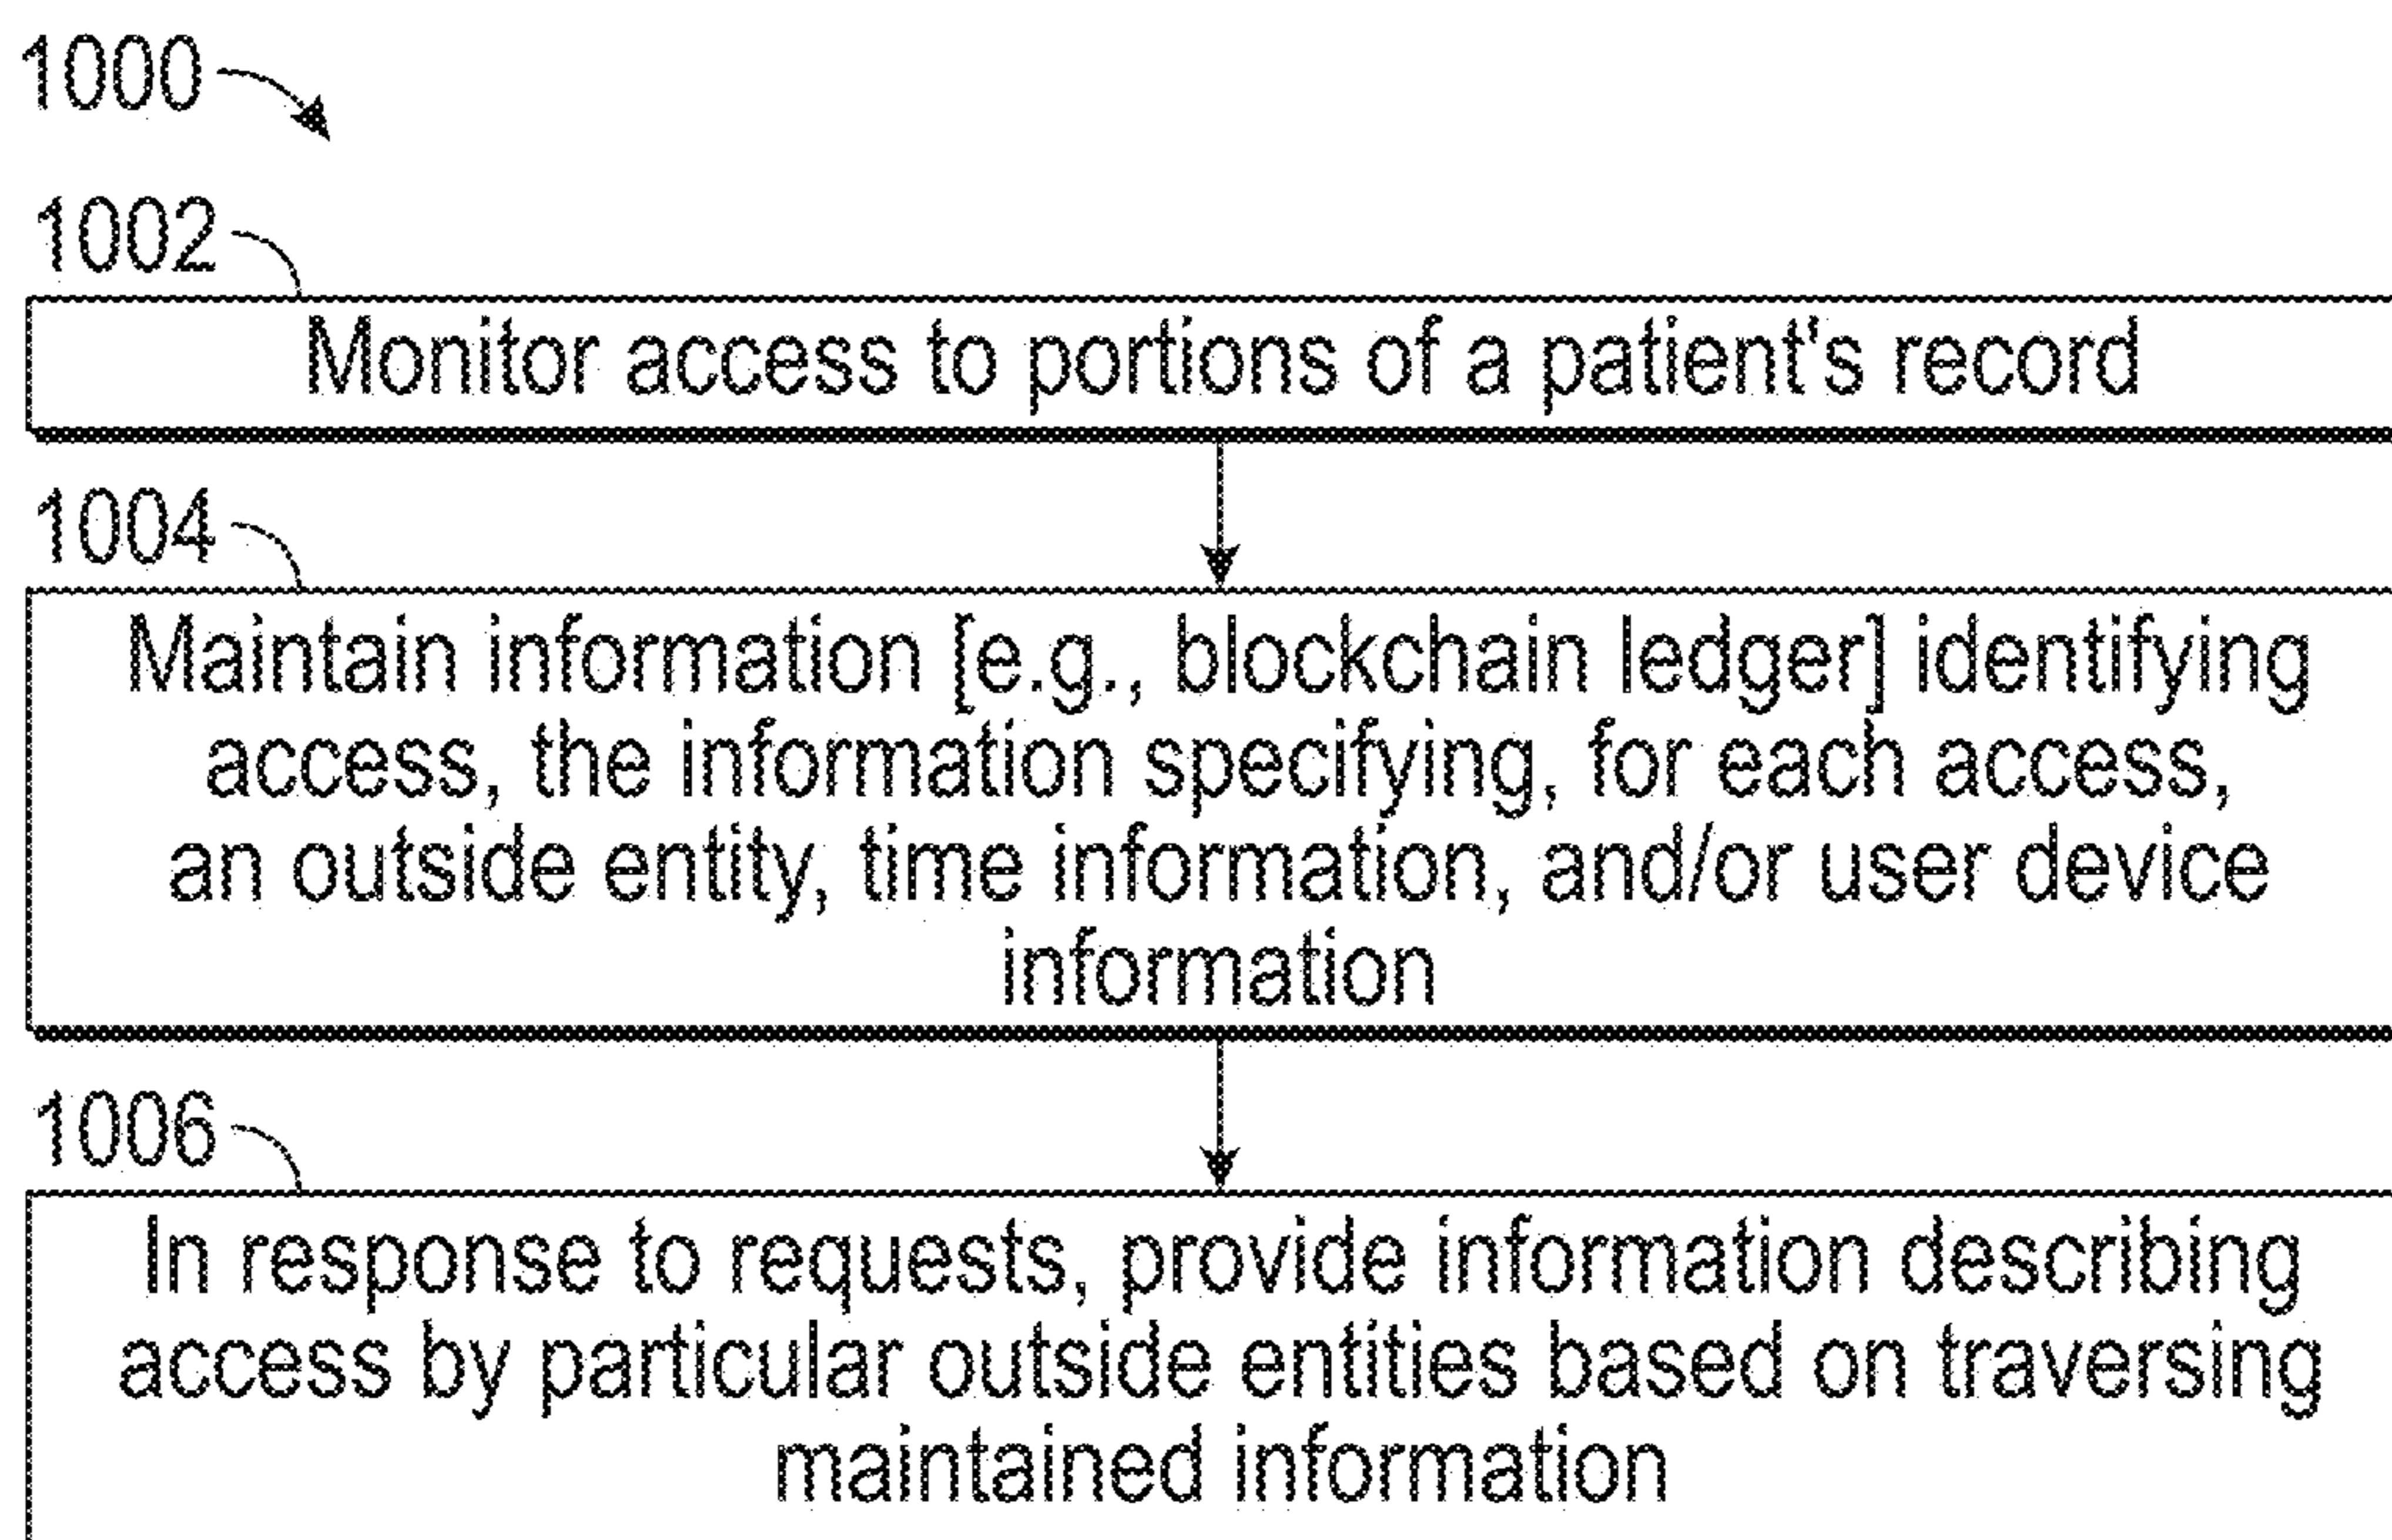 1000
1002
Monitor access to portions of a patient's record
1004
Maintain information [e.g., blockchain ledger] identifying
access, the information specifying, for each access,
an outside entity, time information, and/or user device
information
1006
In response to requests, provide information describing
access by particular outside entities based on traversing
maintained information